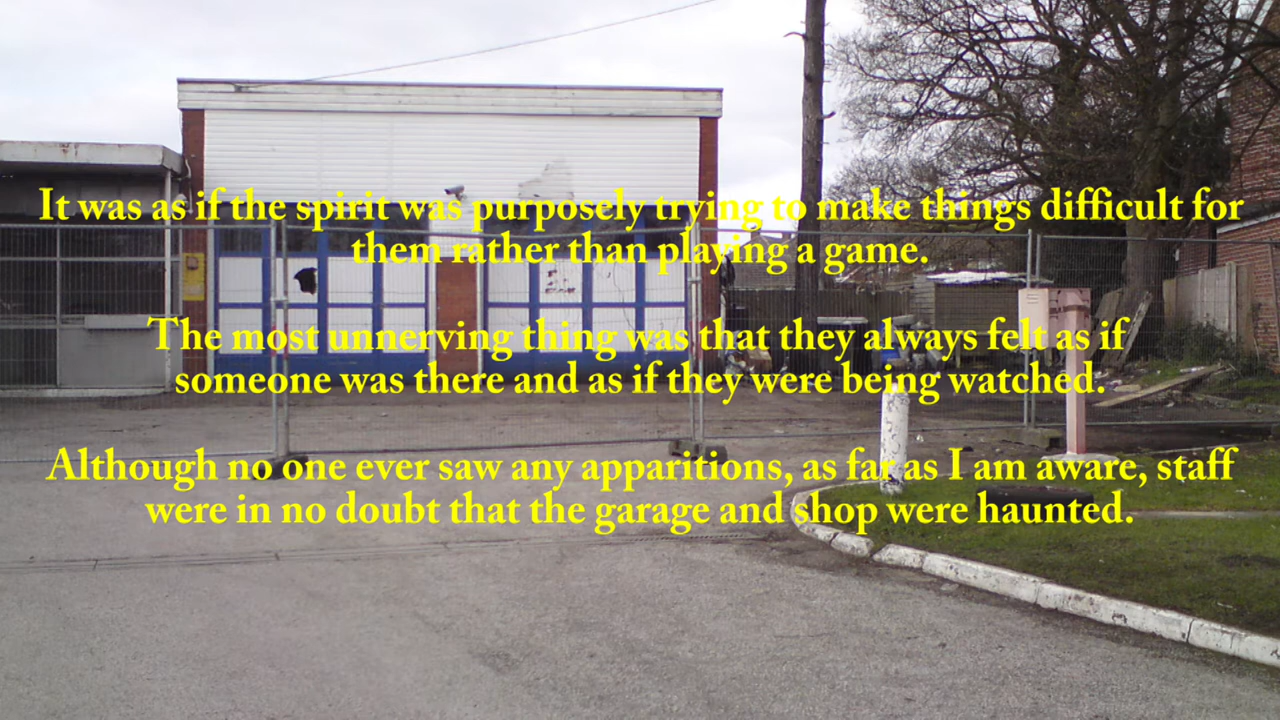 It was as if the spirit was purposely trying to make things difficult for
them rather than playing a game.
The most unnerving thing was that they always felt as if
someone was there and as if they were being watched.
Although no one ever saw any apparitions, as far as I am aware, staff
were in no doubt that the garage and shop were haunted.